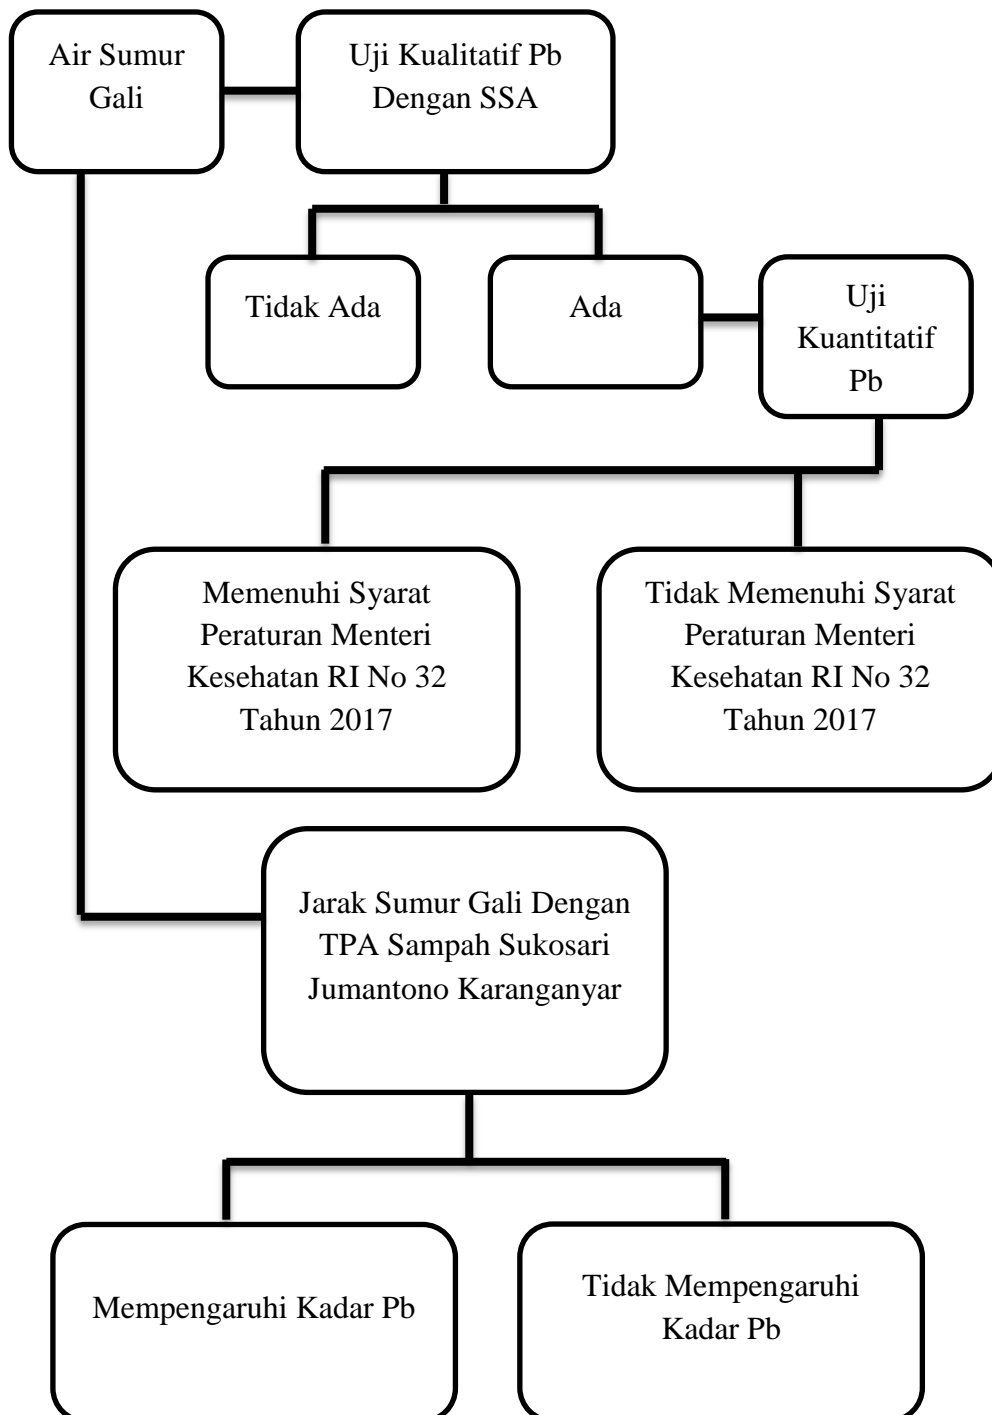 Air Sumur
Gali
Uji Kualitatif Pb
Dengan SSA
Tidak Ada
Ada
Uji
Kuantitatif
Pb
Memenuhi Syarat
Peraturan Menteri
Kesehatan RI No 32
Tahun 2017
Tidak Memenuhi Syarat
Peraturan Menteri
Kesehatan RI No 32
Tahun 2017
Jarak Sumur Gali Dengan
TPA Sampah Sukosari
Jumantono Karanganyar
Mempengaruhi Kadar Pb
Tidak Mempengaruhi
Kadar Pb